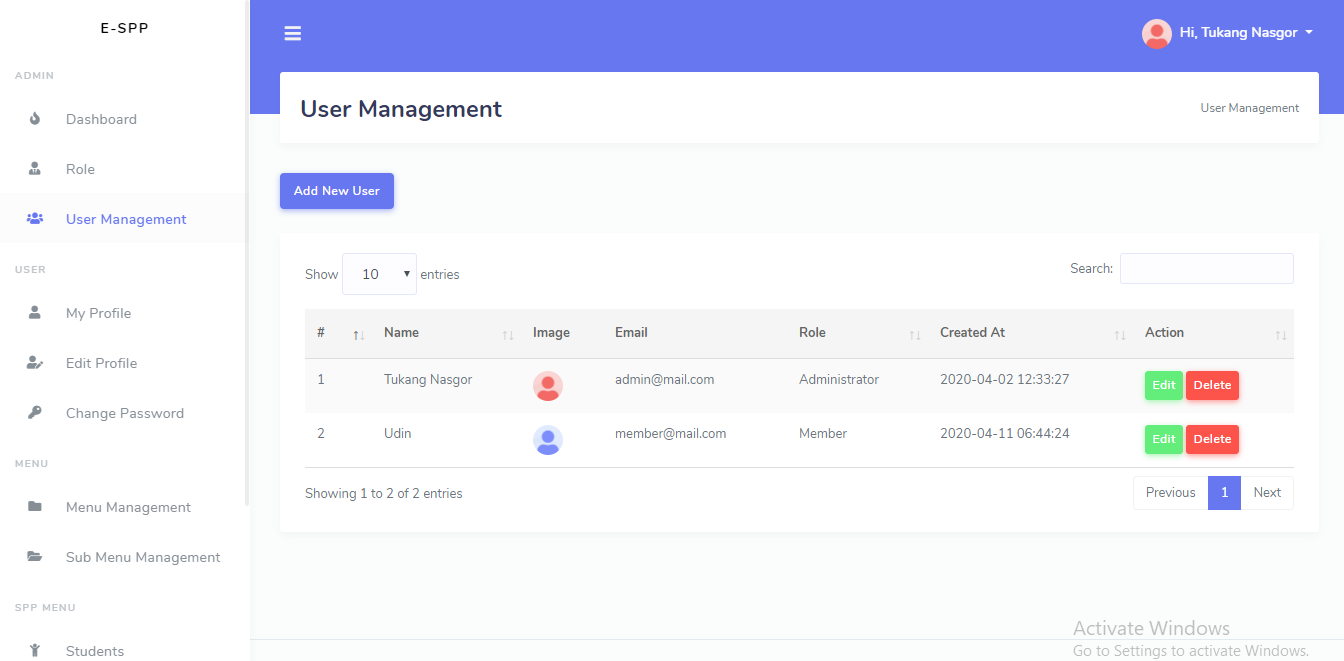 E-SPP
Hi, Tukang Nasgor
ADMIN
Dashboard
Role
User Management
USER
My Profile
Edit Profile
Change Password
MENU
Menu Management
Sub Menu Management
SPP MENU
Students
User Management
User Management
Add New User
Show 10 entries
Search:
# Name Image Email Role Created At Action
1 Tukang Nasgor admin@mail.com Administrator 2020-04-02 12:33:27 Edit Delete
2 Udin member@mail.com Member 2020-04-11 06:44:24 Edit Delete
Showing 1 to 2 of 2 entries
Previous 1 Next
Activate Windows
Go to Settings to activate Windows.